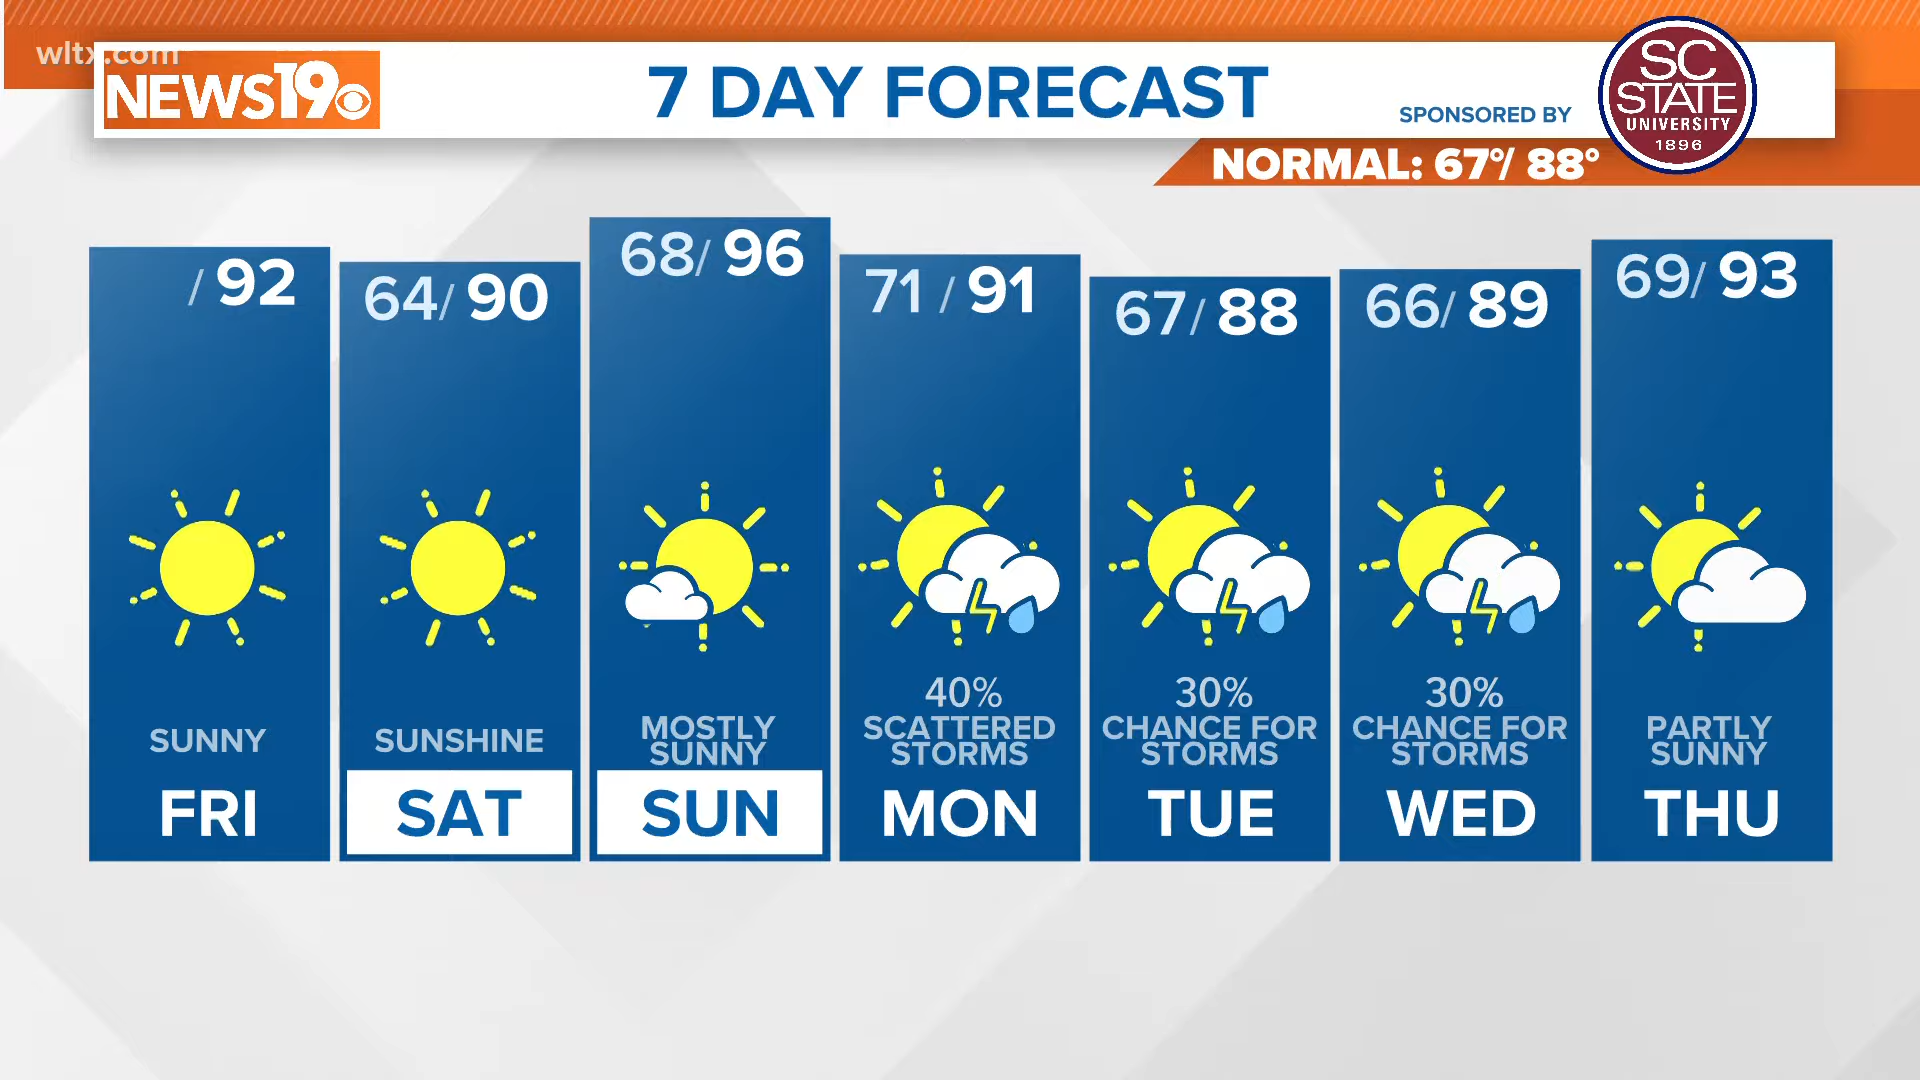 wltx.com
NEWS19
7 DAY FORECAST
SPONSORED BY
SC
STATE
UNIVERSITY
1896
NORMAL: 67°/ 88°
/ 92
SUNNY
FRI
64/ 90
SUNSHINE
SAT
68/ 96
MOSTLY
SUNNY
SUN
71 / 91
40%
SCATTERED
STORMS
MON
67/ 88
30%
CHANCE FOR
STORMS
TUE
66/ 89
30%
CHANCE FOR
STORMS
WED
69/ 93
PARTLY
SUNNY
THU